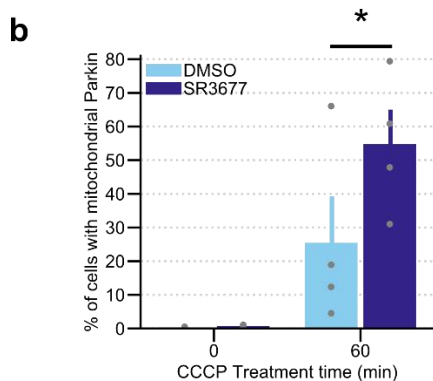 b
*
DMSO
SR3677
% of cells with mitochondrial Parkin
80
70
60
50
40
30
20
10
0
0 60
CCCP Treatment time (min)